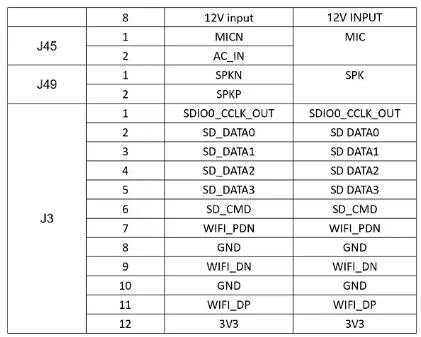 8 12V input 12V INPUT
J45 1 MICN MIC
2 AC_IN
J49 1 SPKN SPK
2 SPKP
J3 1 SDIO0_CCLK_OUT SDIO0_CCLK_OUT
2 SD_DATA0 SD DATA0
3 SD_DATA1 SD DATA1
4 SD_DATA2 SD DATA2
5 SD_DATA3 SD DATA3
6 SD_CMD SD_CMD
7 WIFI_PDN WIFI_PDN
8 GND GND
9 WIFI_DN WIFI_DN
10 GND GND
11 WIFI_DP WIFI_DP
12 3V3 3V3